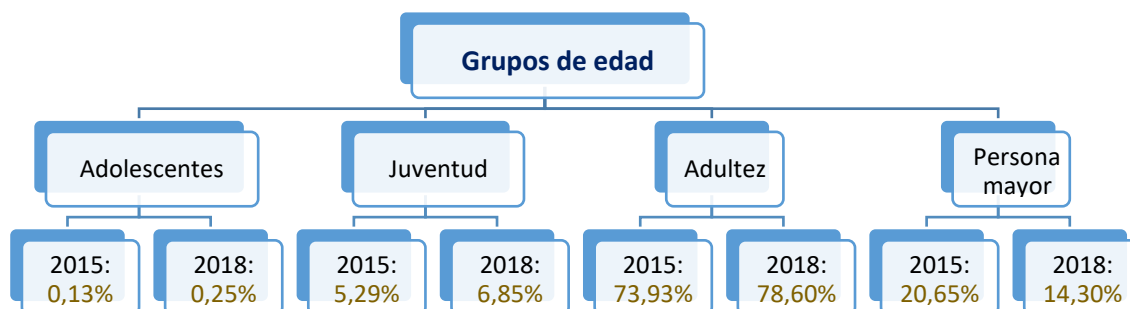 Grupos de edad
Adolescentes
Juventud
Adultez
Persona
mayor
2015:
0,13%
2018:
0,25%
2015:
5,29%
2018:
6,85%
2015:
73,93%
2018:
78,60%
2015:
20,65%
2018:
14,30%